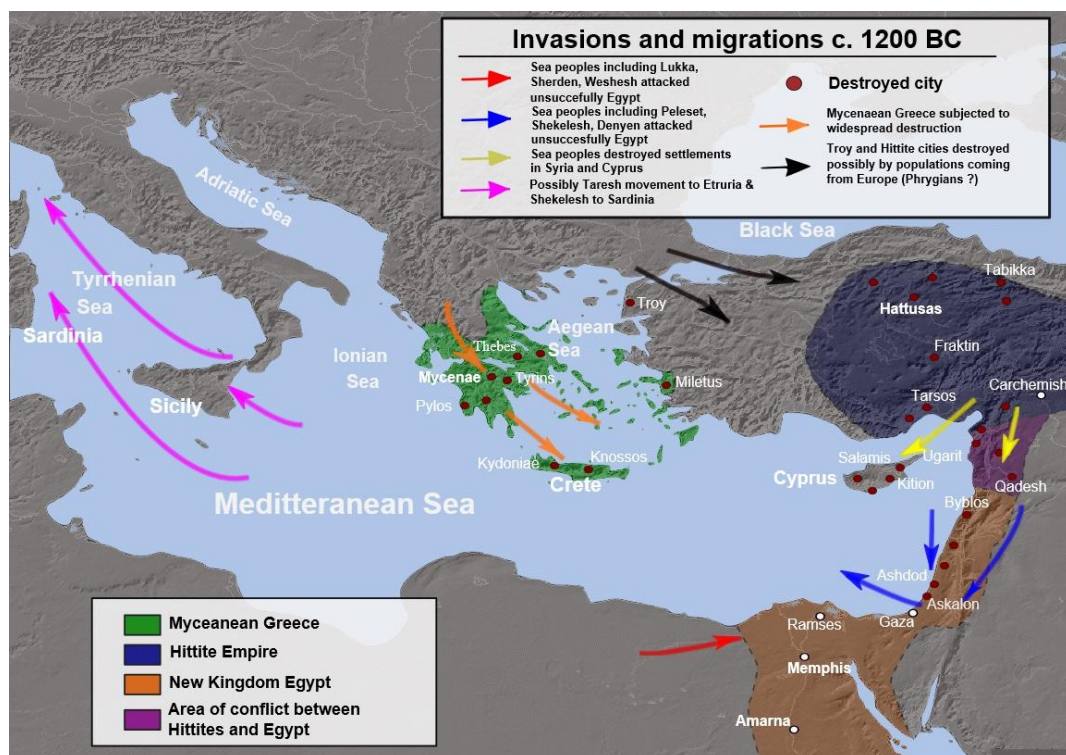 Invasions and migrations c. 1200 BC
Sea peoples including Lukka,
Sherden, Weshesh attacked
unsuccefully Egypt
Sea peoples including Peleset,
Shekelesh, Denyen attacked
unsuccesfully Egypt
Sea peoples destroyed settlements
in Syria and Cyprus
Possibly Taresh movement to Etruria &
Shekelesh to Sardinia
Destroyed city
Mycenaean Greece subjected to
widespread destruction
Troy and Hittite cities destroyed
possibly by populations coming
from Europe (Phrygians ?)
Adriatic Sea
Black Sea
Tyrrhenian
Sea
Sardinia
Ionian
Sea
Sicily
Aegean
Sea
Troy
Thebes
Mycenae
Tyrins
Pylos
Miletus
Kydoniae
Knossos
Crete
Tabikka
Hattusas
Fraktin
Carchemish
Tarsos
Salamis
Ugarit
Cyprus
Kition
Qadesh
Meditteranean Sea
Byblos
Ashdod
Askalon
Gaza
Ramses
Memphis
Amarna
Myceanean Greece
Hittite Empire
New Kingdom Egypt
Area of conflict between
Hittites and Egypt